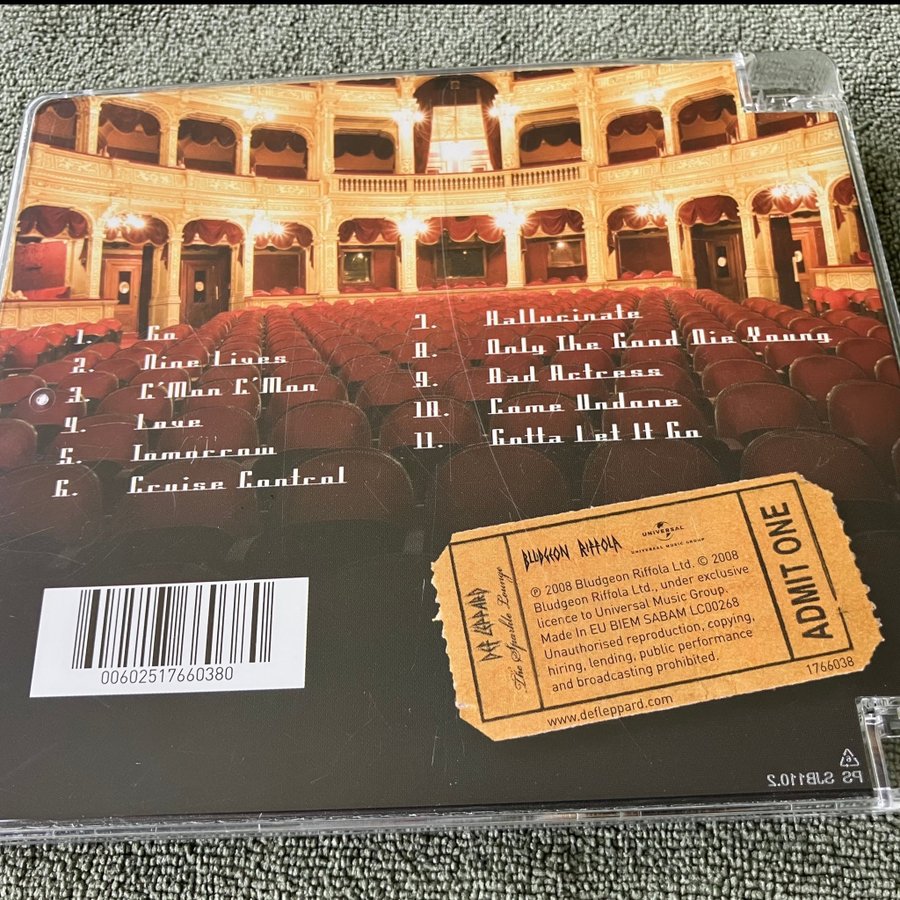 1. Go
2. Nine Lives
3. C'Mon C'Mon
4. Love
5. Tomorrow
6. Cruise Control
7. Hallucinate
8. Only The Good Die Young
9. Bad Actress
10. Come Undone
11. Gotta Let It Go
00602517660380
DEF LEPPARD
The Sparkle Lounge
BLUDGEON RIFFOLA
UNIVERSAL
UNIVERSAL MUSIC GROUP
℗ 2008 Bludgeon Riffola Ltd. © 2008
Bludgeon Riffola Ltd., under exclusive
licence to Universal Music Group.
Made In EU BIEM SABAM LC00268
Unauthorised reproduction, copying,
hiring, lending, public performance
and broadcasting prohibited.
www.defleppard.com
ADMIT ONE
1766038
6
PS SJB110.2